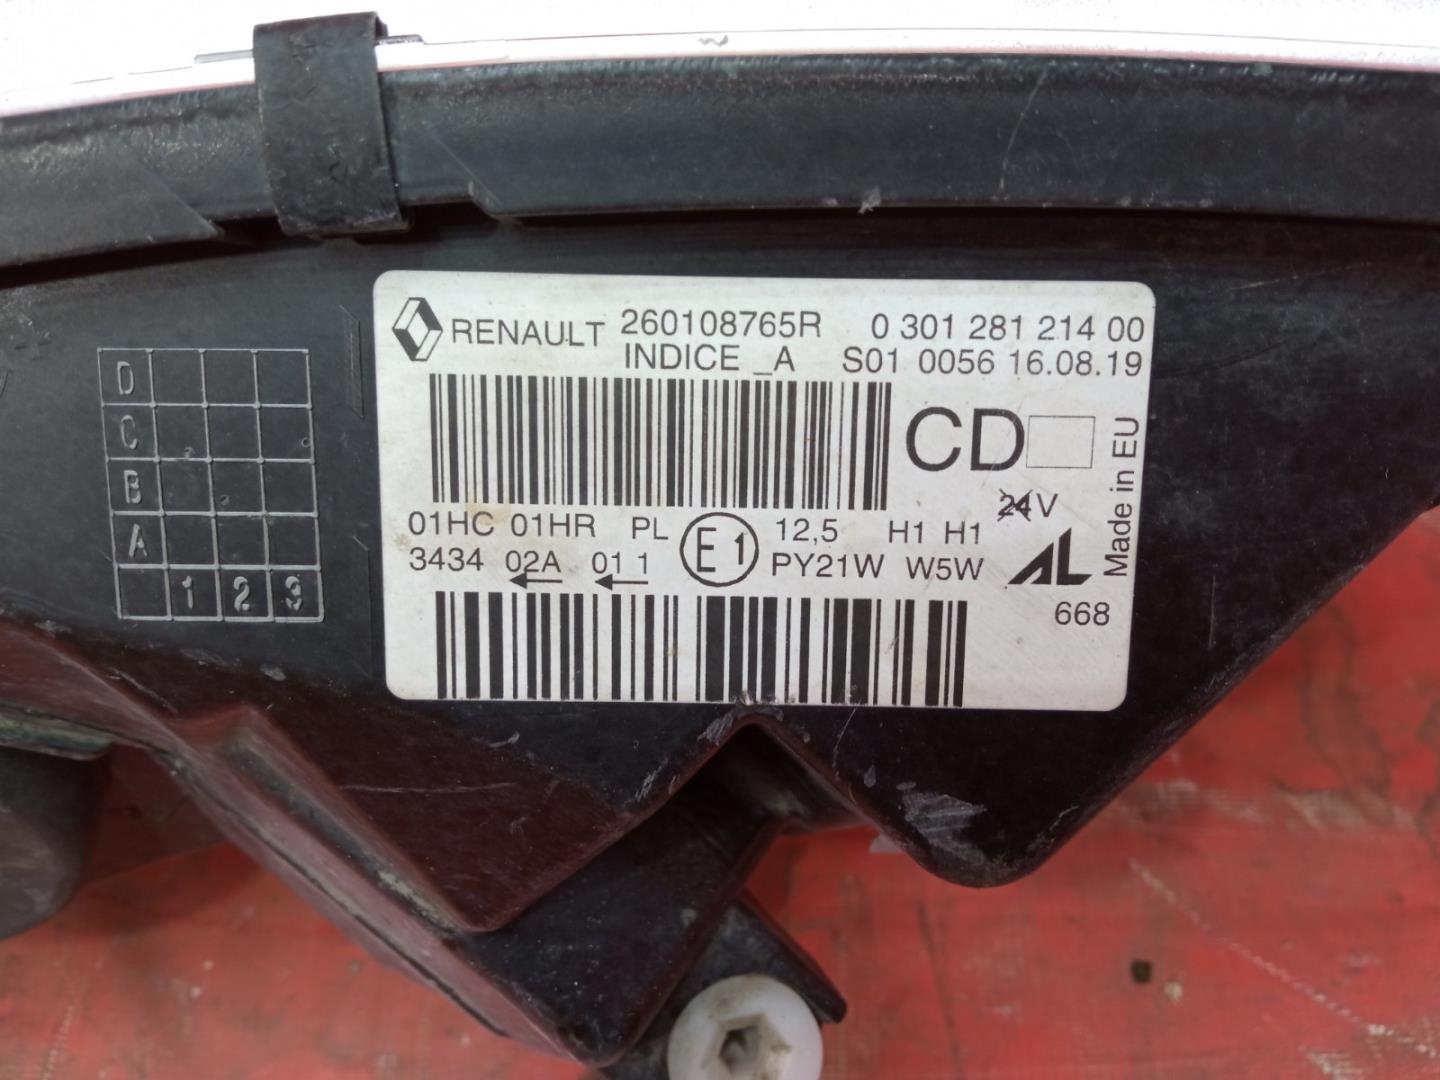 RENAULT 260108765R 0 301 281 214 00
INDICE _A S01 0056 16.08.19
CD
24V
Made in EU
01HC 01HR PL E1 12,5 H1 H1
3434 02A 01 1 PY21W W5W AL
668
D
C
B
A
1 2 3